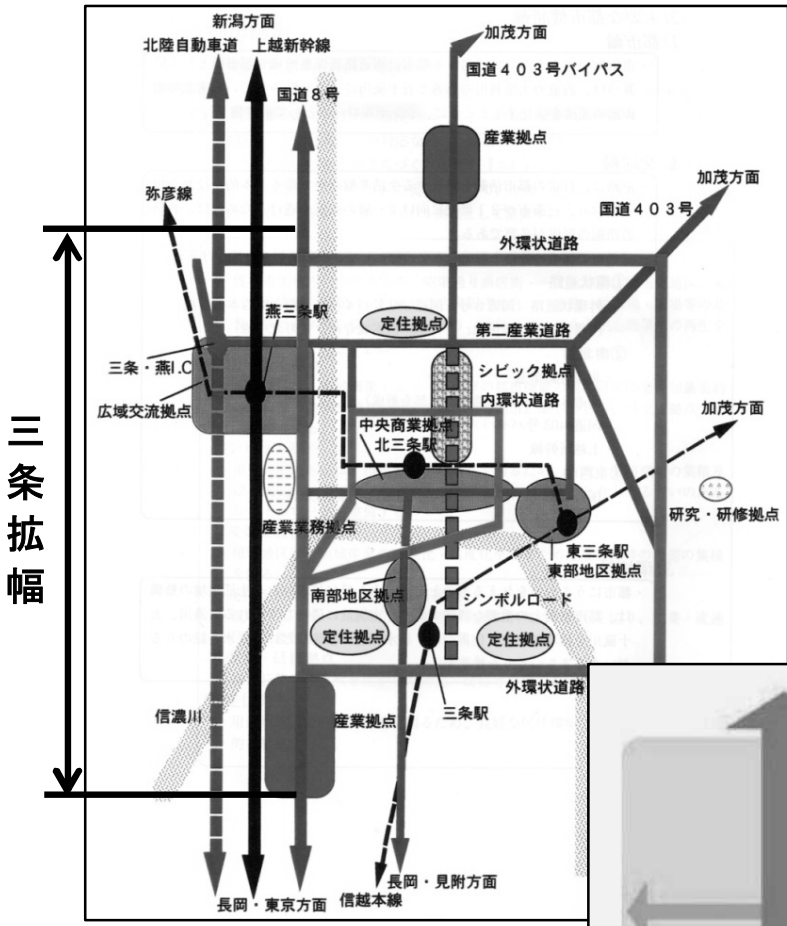 新潟方面
北陸自動車道
上越新幹線
加茂方面
国道403号バイパス
国道8号
産業拠点
加茂方面
弥彦線
国道403号
外環状道路
燕三条駅
定住拠点
第二産業道路
三条・燕I.C
シビック拠点
広域交流拠点
内環状道路
加茂方面
中央商業拠点
北三条駅
三条拡幅
産業業務拠点
研究・研修拠点
東三条駅
東部地区拠点
南部地区拠点
シンボルロード
定住拠点
定住拠点
外環状道路
信濃川
産業拠点
三条駅
長岡・見附方面
長岡・東京方面
信越本線